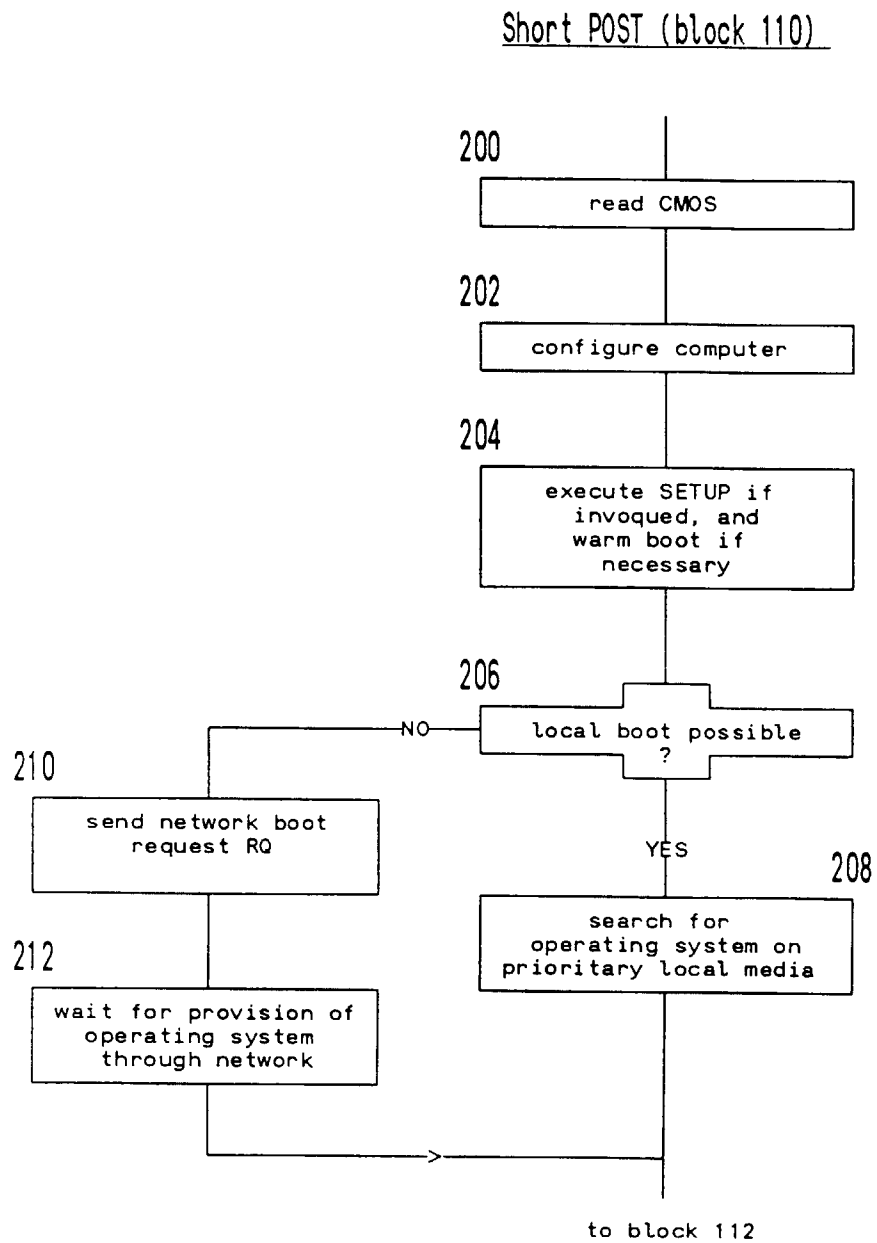 Short POST (block 110)
200
read CMOS
202
configure computer
204
execute SETUP if
invoqued, and
warm boot if
necessary
206
local boot possible
?
NO
210
send network boot
request RQ
YES
208
search for
operating system on
prioritary local media
212
wait for provision of
operating system
through network
>
to block 112